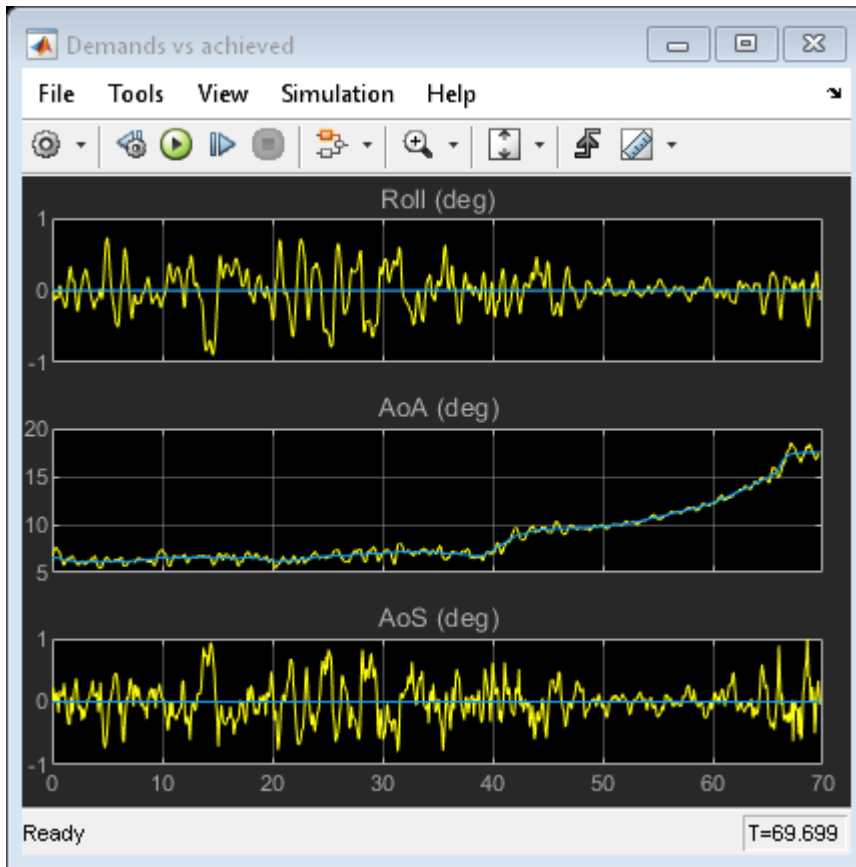 Demands vs achieved
File Tools View Simulation Help
Roll (deg)
1
0
-1
AoA (deg)
20
15
10
5
AoS (deg)
1
0
-1
0 10 20 30 40 50 60 70
Ready T=69.699